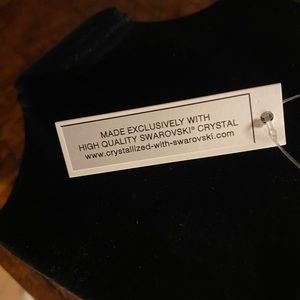 MADE EXCLUSIVELY WITH
HIGH QUALITY SWAROVSKI® CRYSTAL
www.crystallized-with-swarovski.com